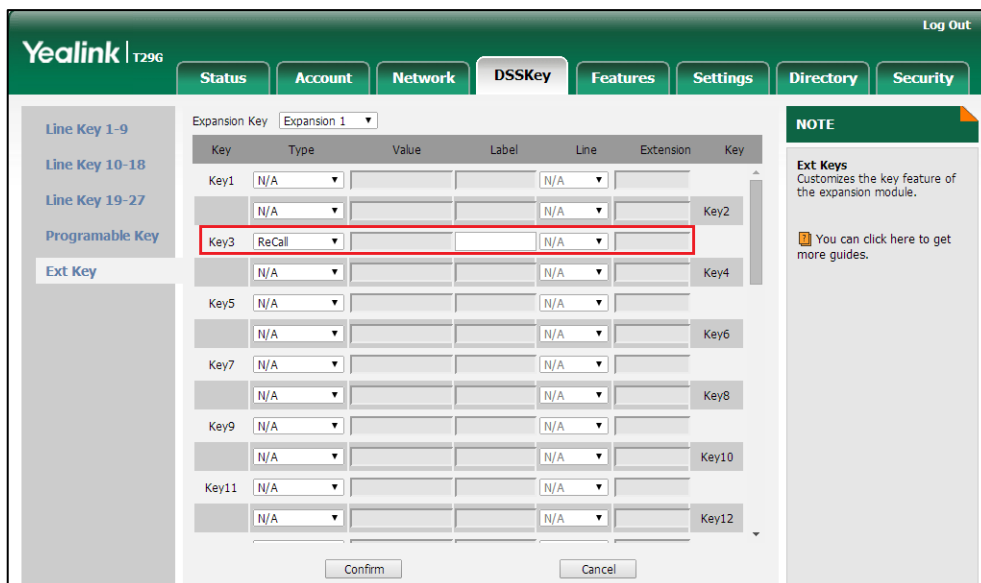 Log Out
Yealink T29G
Status Account Network DSSKey Features Settings Directory Security
Line Key 1-9
Line Key 10-18
Line Key 19-27
Programable Key
Ext Key
Expansion Key Expansion 1
Key Type Value Label Line Extension Key
Key1 N/A N/A
N/A N/A Key2
Key3 ReCall N/A
N/A N/A Key4
Key5 N/A N/A
N/A N/A Key6
Key7 N/A N/A
N/A N/A Key8
Key9 N/A N/A
N/A N/A Key10
Key11 N/A N/A
N/A N/A Key12
Confirm Cancel
NOTE
Ext Keys
Customizes the key feature of
the expansion module.
You can click here to get
more guides.